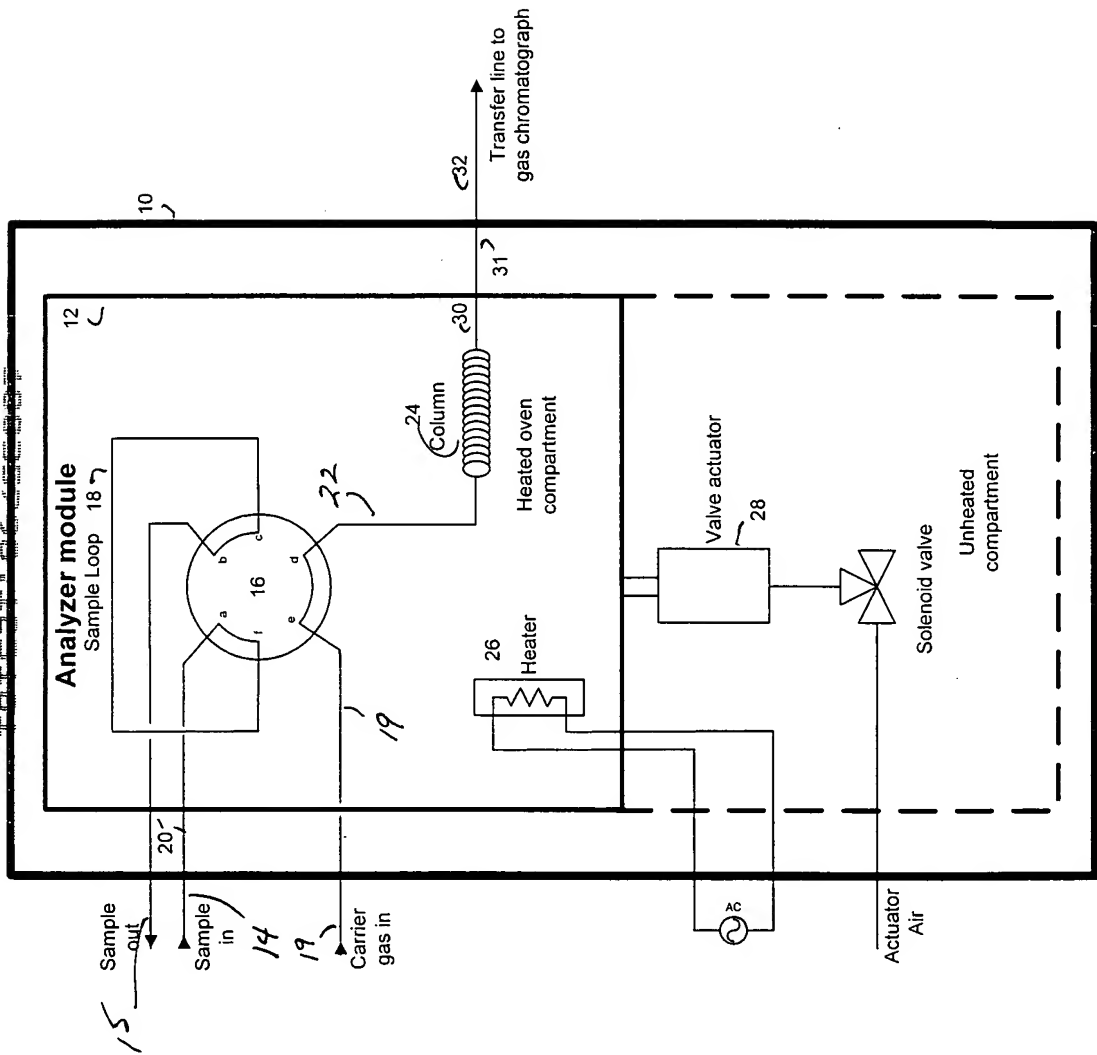 10
12
Analyzer module
Sample Loop 18
b
c
a
16
d
f
e
20
15
Sample
out
Sample
in
14
19
Carrier
gas in
19
22
24
Column
30
31
32
Transfer line to
gas chromatograph
Heated oven
compartment
26
Heater
Valve actuator
28
AC
Solenoid valve
Unheated
compartment
Actuator
Air